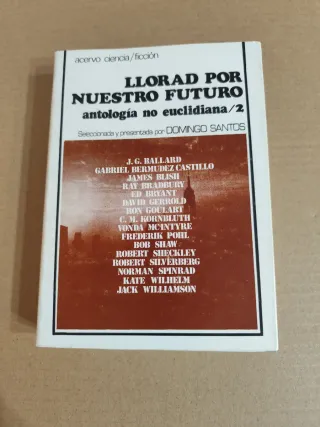 acervo ciencia/ficción
LLORAD POR
NUESTRO FUTURO
antología no euclidiana/2
Seleccionada y presentada por DOMINGO SANTOS
J. G. BALLARD
GABRIEL BERMUDEZ CASTILLO
JAMES BLISH
RAY BRADBURY
ED BRYANT
DAVID GERROLD
RON GOULART
C. M. KORNBLUTH
VONDA McINTYRE
FREDERIK POHL
BOB SHAW
ROBERT SHECKLEY
ROBERT SILVERBERG
NORMAN SPINRAD
KATE WILHELM
JACK WILLIAMSON